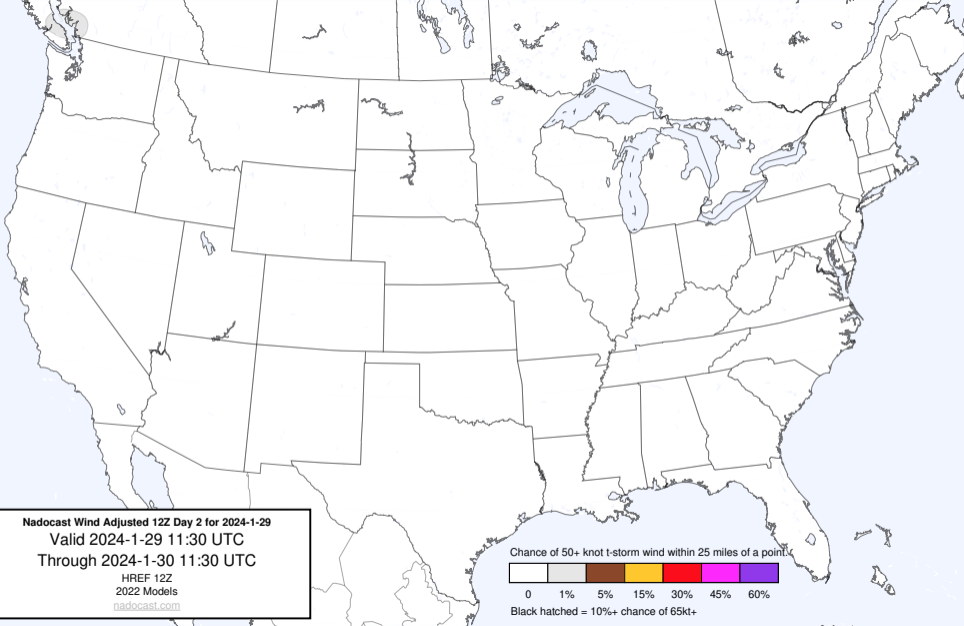 Nadocast Wind Adjusted 12Z Day 2 for 2024-1-29
Valid 2024-1-29 11:30 UTC
Through 2024-1-30 11:30 UTC
HREF 12Z
2022 Models
nadocast.com
Chance of 50+ knot t-storm wind within 25 miles of a point.
0 1% 5% 15% 30% 45% 60%
Black hatched = 10%+ chance of 65kt+